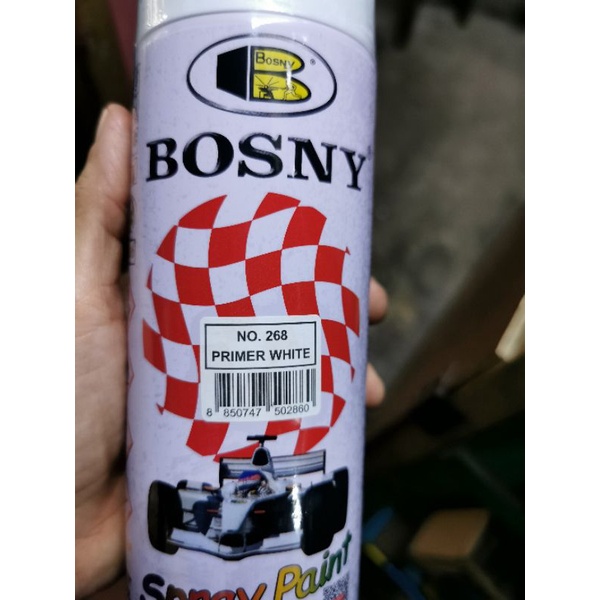 BOSNY
BOSNY
NO. 268
PRIMER WHITE
8 850747 502860
Spray Paint